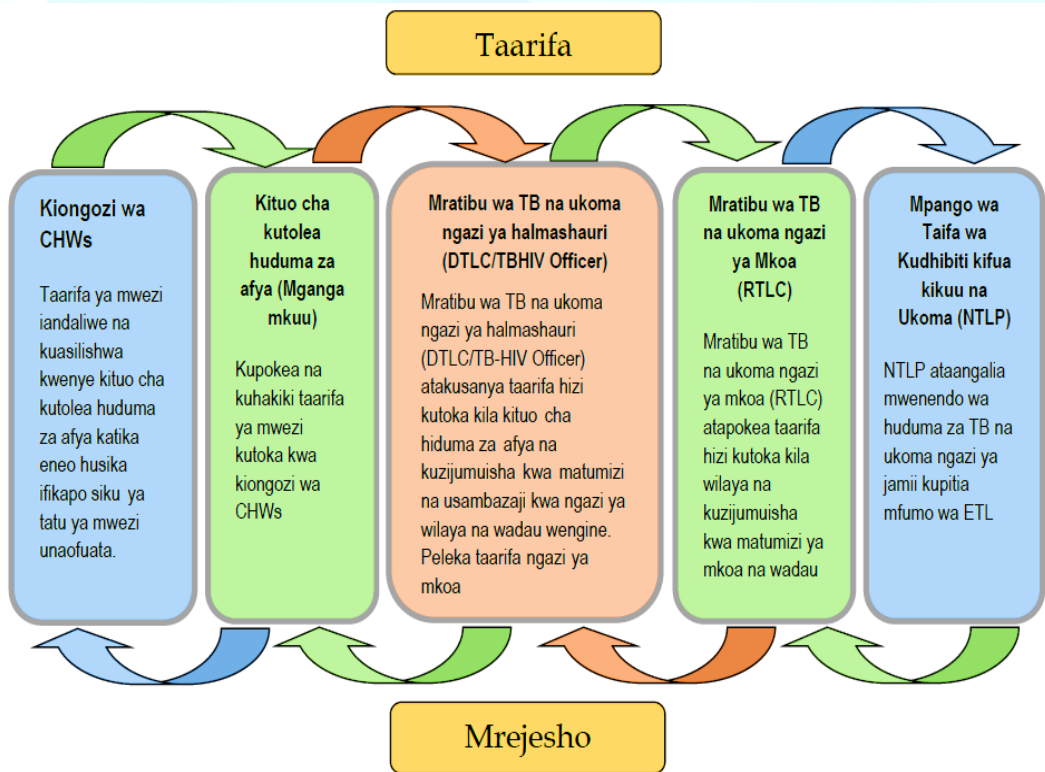 Taarifa
Kiongozi wa
CHWs
Taarifa ya mwezi
iandaliwe na
kuasilishwa
kwenye kituo cha
kutolea huduma
za afya katika
eneo husika
ifikapo siku ya
tatu ya mwezi
unaofuata.
Kituo cha
kutolea
huduma za
afya (Mganga
mkuu)
Kupokea na
kuhakiki taarifa
ya mwezi
kutoka kwa
kiongozi wa
CHWs
Mratibu wa TB na ukoma
ngazi ya halmashauri
(DTLC/TBHIV Officer)
Mratibu wa TB na ukoma
ngazi ya halmashauri
(DTLC/TB-HIV Officer)
atakusanya taarifa hizi
kutoka kila kituo cha
hiduma za afya na
kuzijumuisha kwa matumizi
na usambazaji kwa ngazi ya
wilaya na wadau wengine.
Peleka taarifa ngazi ya
mkoa
Mratibu wa TB
na ukoma ngazi
ya Mkoa
(RTLC)
Mratibu wa TB
na ukoma ngazi
ya mkoa (RTLC)
atapokea taarifa
hizi kutoka kila
wilaya na
kuzijumuisha
kwa matumizi ya
mkoa na wadau
Mpango wa
Taifa wa
Kudhibiti kifua
kikuu na
Ukoma (NTLP)
NTLP ataangalia
mwenendo wa
huduma za TB na
ukoma ngazi ya
jamii kupitia
mfumo wa ETL
Mrejesho